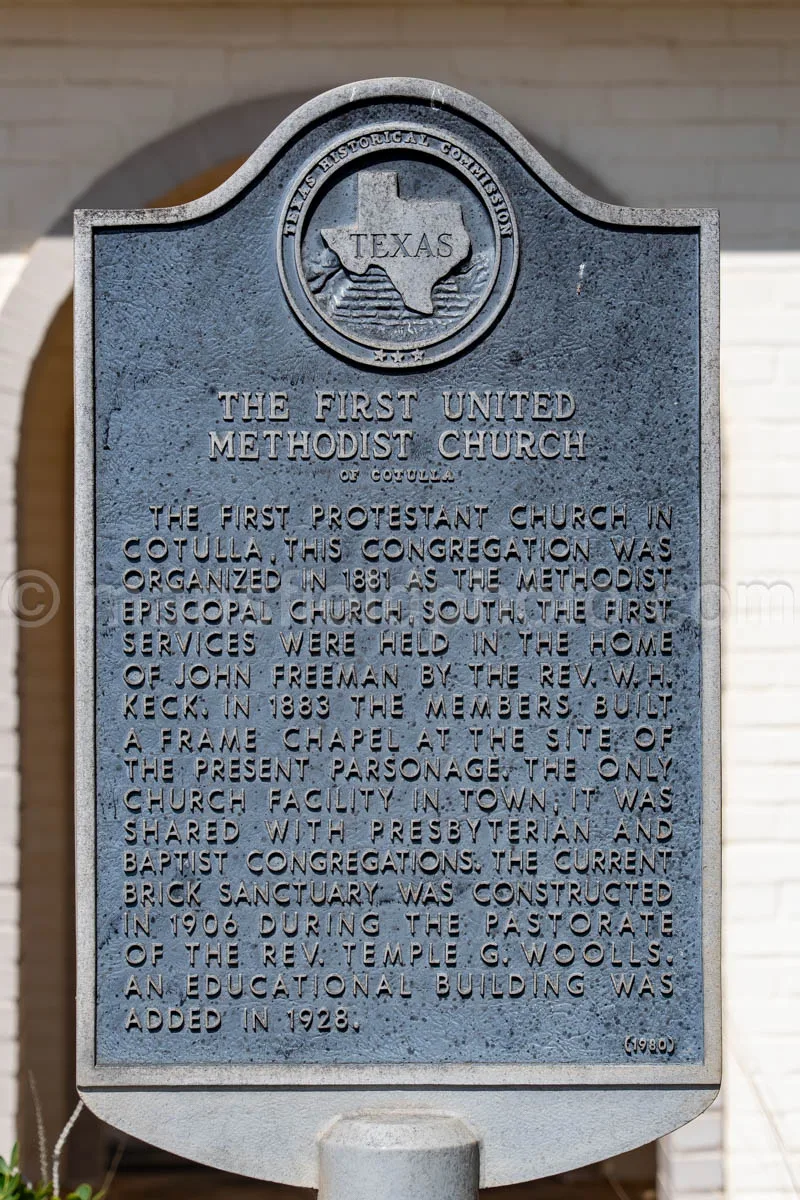 TEXAS HISTORICAL COMMISSION
TEXAS
THE FIRST UNITED
METHODIST CHURCH
OF COTULLA
THE FIRST PROTESTANT CHURCH IN
COTULLA, THIS CONGREGATION WAS
ORGANIZED IN 1881 AS THE METHODIST
EPISCOPAL CHURCH, SOUTH. THE FIRST
SERVICES WERE HELD IN THE HOME
OF JOHN FREEMAN BY THE REV. W. H.
KECK. IN 1883 THE MEMBERS BUILT
A FRAME CHAPEL AT THE SITE OF
THE PRESENT PARSONAGE. THE ONLY
CHURCH FACILITY IN TOWN, IT WAS
SHARED WITH PRESBYTERIAN AND
BAPTIST CONGREGATIONS. THE CURRENT
BRICK SANCTUARY WAS CONSTRUCTED
IN 1906 DURING THE PASTORATE
OF THE REV. TEMPLE G. WOOLLS.
AN EDUCATIONAL BUILDING WAS
ADDED IN 1928.
(1980)